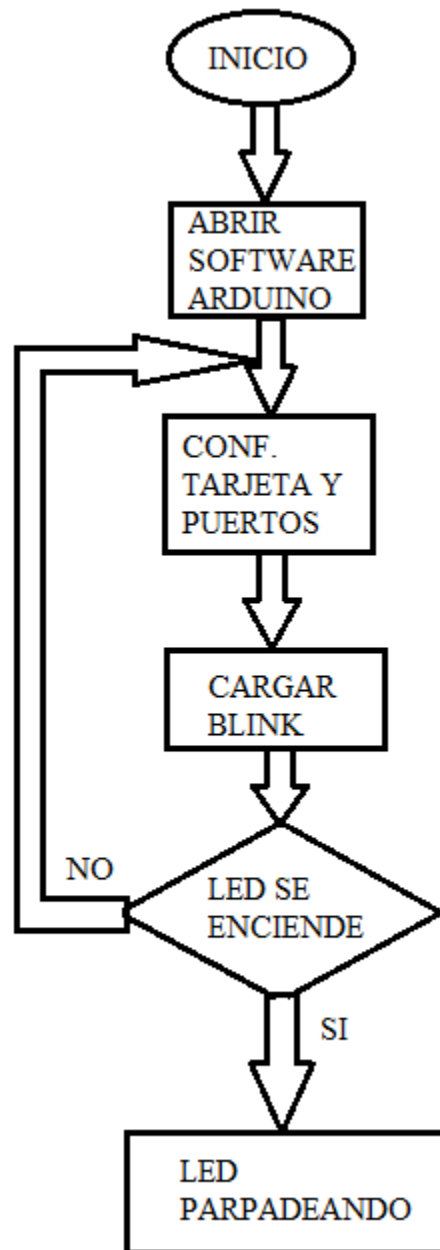 INICIO
ABRIR
SOFTWARE
ARDUINO
CONF.
TARJETA Y
PUERTOS
CARGAR
BLINK
NO
LED SE
ENCIENDE
SI
LED
PARPADEANDO